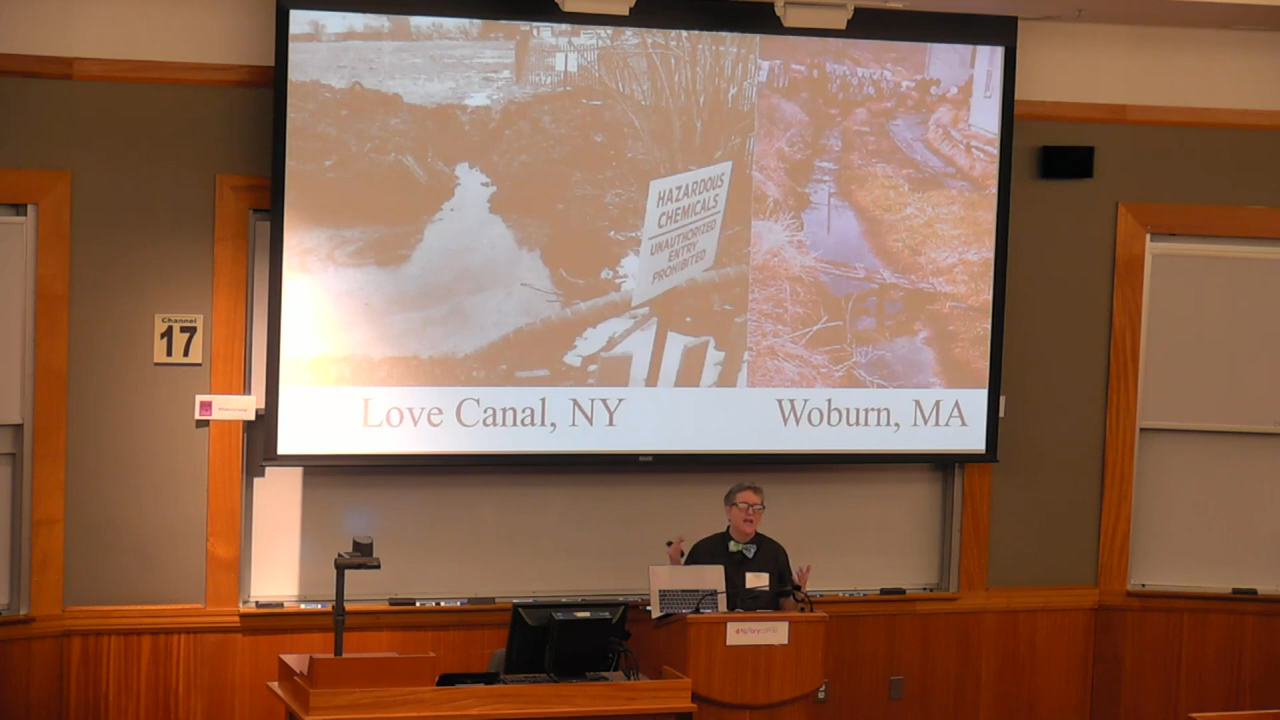 HAZARDOUS
CHEMICALS
UNAUTHORIZED
ENTRY
PROHIBITED
Love Canal, NY
Woburn, MA
Channel
17